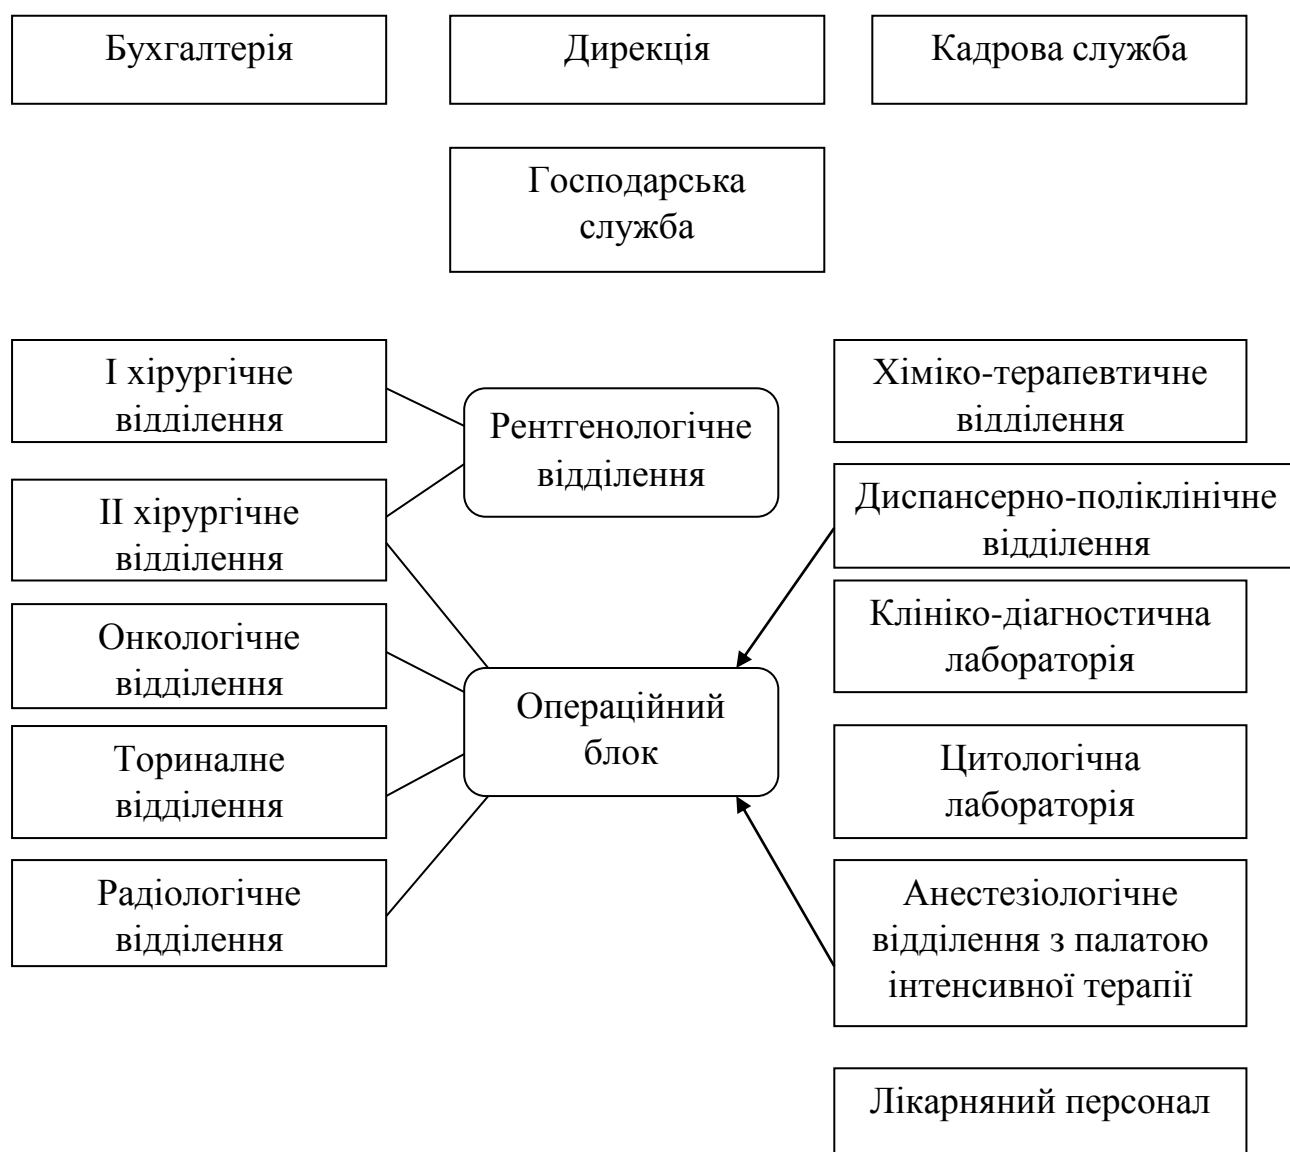 Бухгалтерія
Дирекція
Кадрова служба
Господарська
служба
І хірургічне
відділення
Рентгенологічне
відділення
Хіміко-терапевтичне
відділення
ІІ хірургічне
відділення
Диспансерно-поліклінічне
відділення
Онкологічне
відділення
Клініко-діагностична
лабораторія
Операційний
блок
Ториналне
відділення
Цитологічна
лабораторія
Радіологічне
відділення
Анестезіологічне
відділення з палатою
інтенсивної терапії
Лікарняний персонал